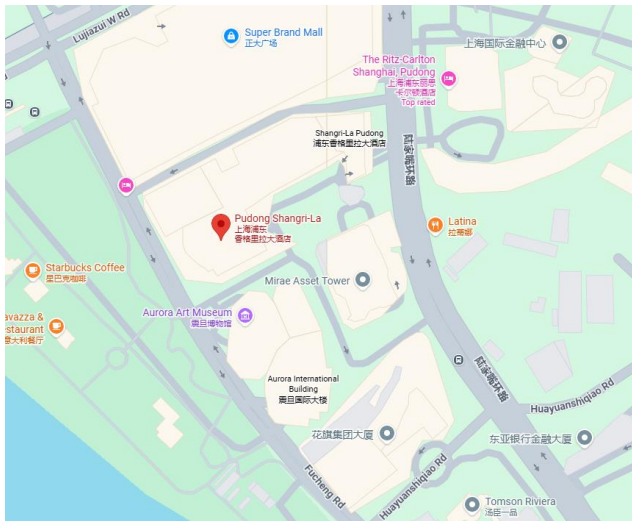 Lujiazui W Rd
Super Brand Mall
正大广场
上海国际金融中心
The Ritz-Carlton
Shanghai, Pudong
上海浦东丽思
卡尔顿酒店
Top rated
Shangri-La Pudong
浦东香格里拉大酒店
陆家嘴环路
Pudong Shangri-La
上海浦东
香格里拉大酒店
Latina
拉蒂娜
Starbucks Coffee
星巴克咖啡
Mirae Asset Tower
Aurora Art Museum
震旦博物馆
avazza &
estaurant
意大利餐厅
Aurora International
Building
震旦国际大楼
陆家嘴环路
Huayuanshiqiao Rd
花旗集团大厦
东亚银行金融大厦
Fucheng Rd
Huayuanshiqiao Rd
Tomson Riviera
汤臣一品